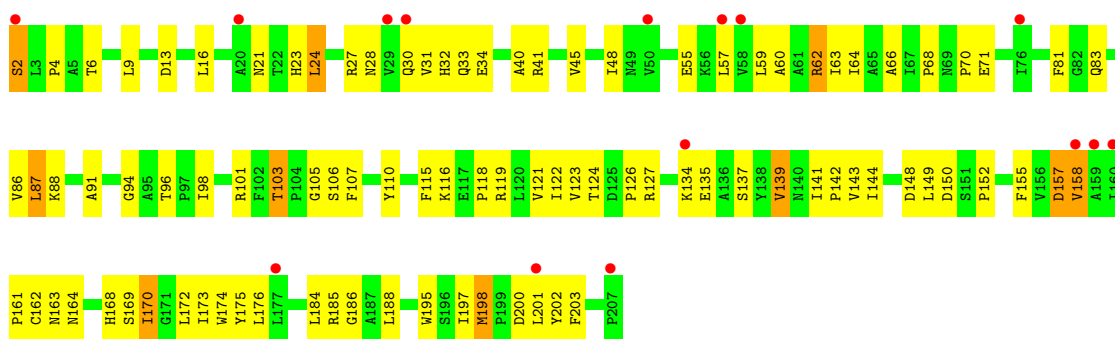 S2 L3 P4 A5 T6 L9 D13 L16 A20 N21 T22 H23 L24 R27 N28 V29 Q30 V31 H32 Q33 E34 A40 R41 V45 I48 N49 V50 E55 K56 L57 V58 L59 A60 A61 R62 I63 I64 A65 A66 I67 P68 N69 P70 E71 I76 F81 G82 Q83
V86 L87 K88 A91 G94 A95 T96 P97 I98 R101 F102 T103 P104 G105 S106 F107 Y110 F115 K116 E117 P118 R119 L120 V121 I122 V123 T124 D125 P126 R127 K134 E135 A136 S137 Y138 V139 N140 I141 P142 V143 I144 D148 L149 D150 S151 P152 F155 V156 D157 V158 A159 I160
P161 C162 N163 N164 H168 S169 I170 G171 L172 I173 W174 Y175 L176 L177 L184 R185 G186 A187 L188 W195 S196 I197 M198 P199 D200 L201 Y202 F203 P207